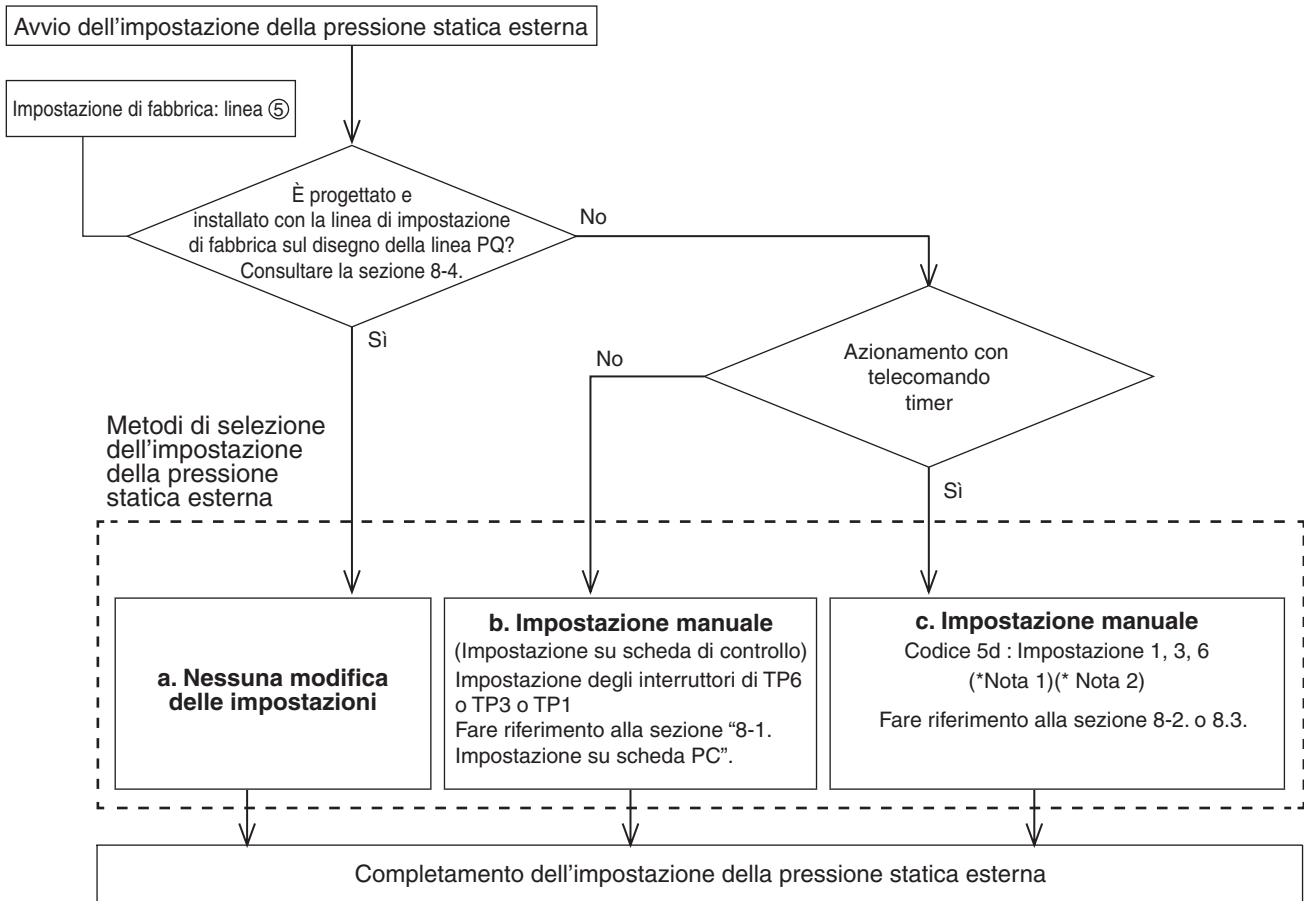 Avvio dell'impostazione della pressione statica esterna
Impostazione di fabbrica: linea ⑤
È progettato e
installato con la linea di impostazione
di fabbrica sul disegno della linea PQ?
Consultare la sezione 8-4.
No
Sì
Azionamento con
telecomando
timer
No
Sì
Metodi di selezione
dell'impostazione
della pressione
statica esterna
a. Nessuna modifica
delle impostazioni
b. Impostazione manuale
(Impostazione su scheda di controllo)
Impostazione degli interruttori di TP6
o TP3 o TP1
Fare riferimento alla sezione “8-1.
Impostazione su scheda PC”.
c. Impostazione manuale
Codice 5d : Impostazione 1, 3, 6
(*Nota 1)(* Nota 2)
Fare riferimento alla sezione 8-2. o 8.3.
Completamento dell'impostazione della pressione statica esterna